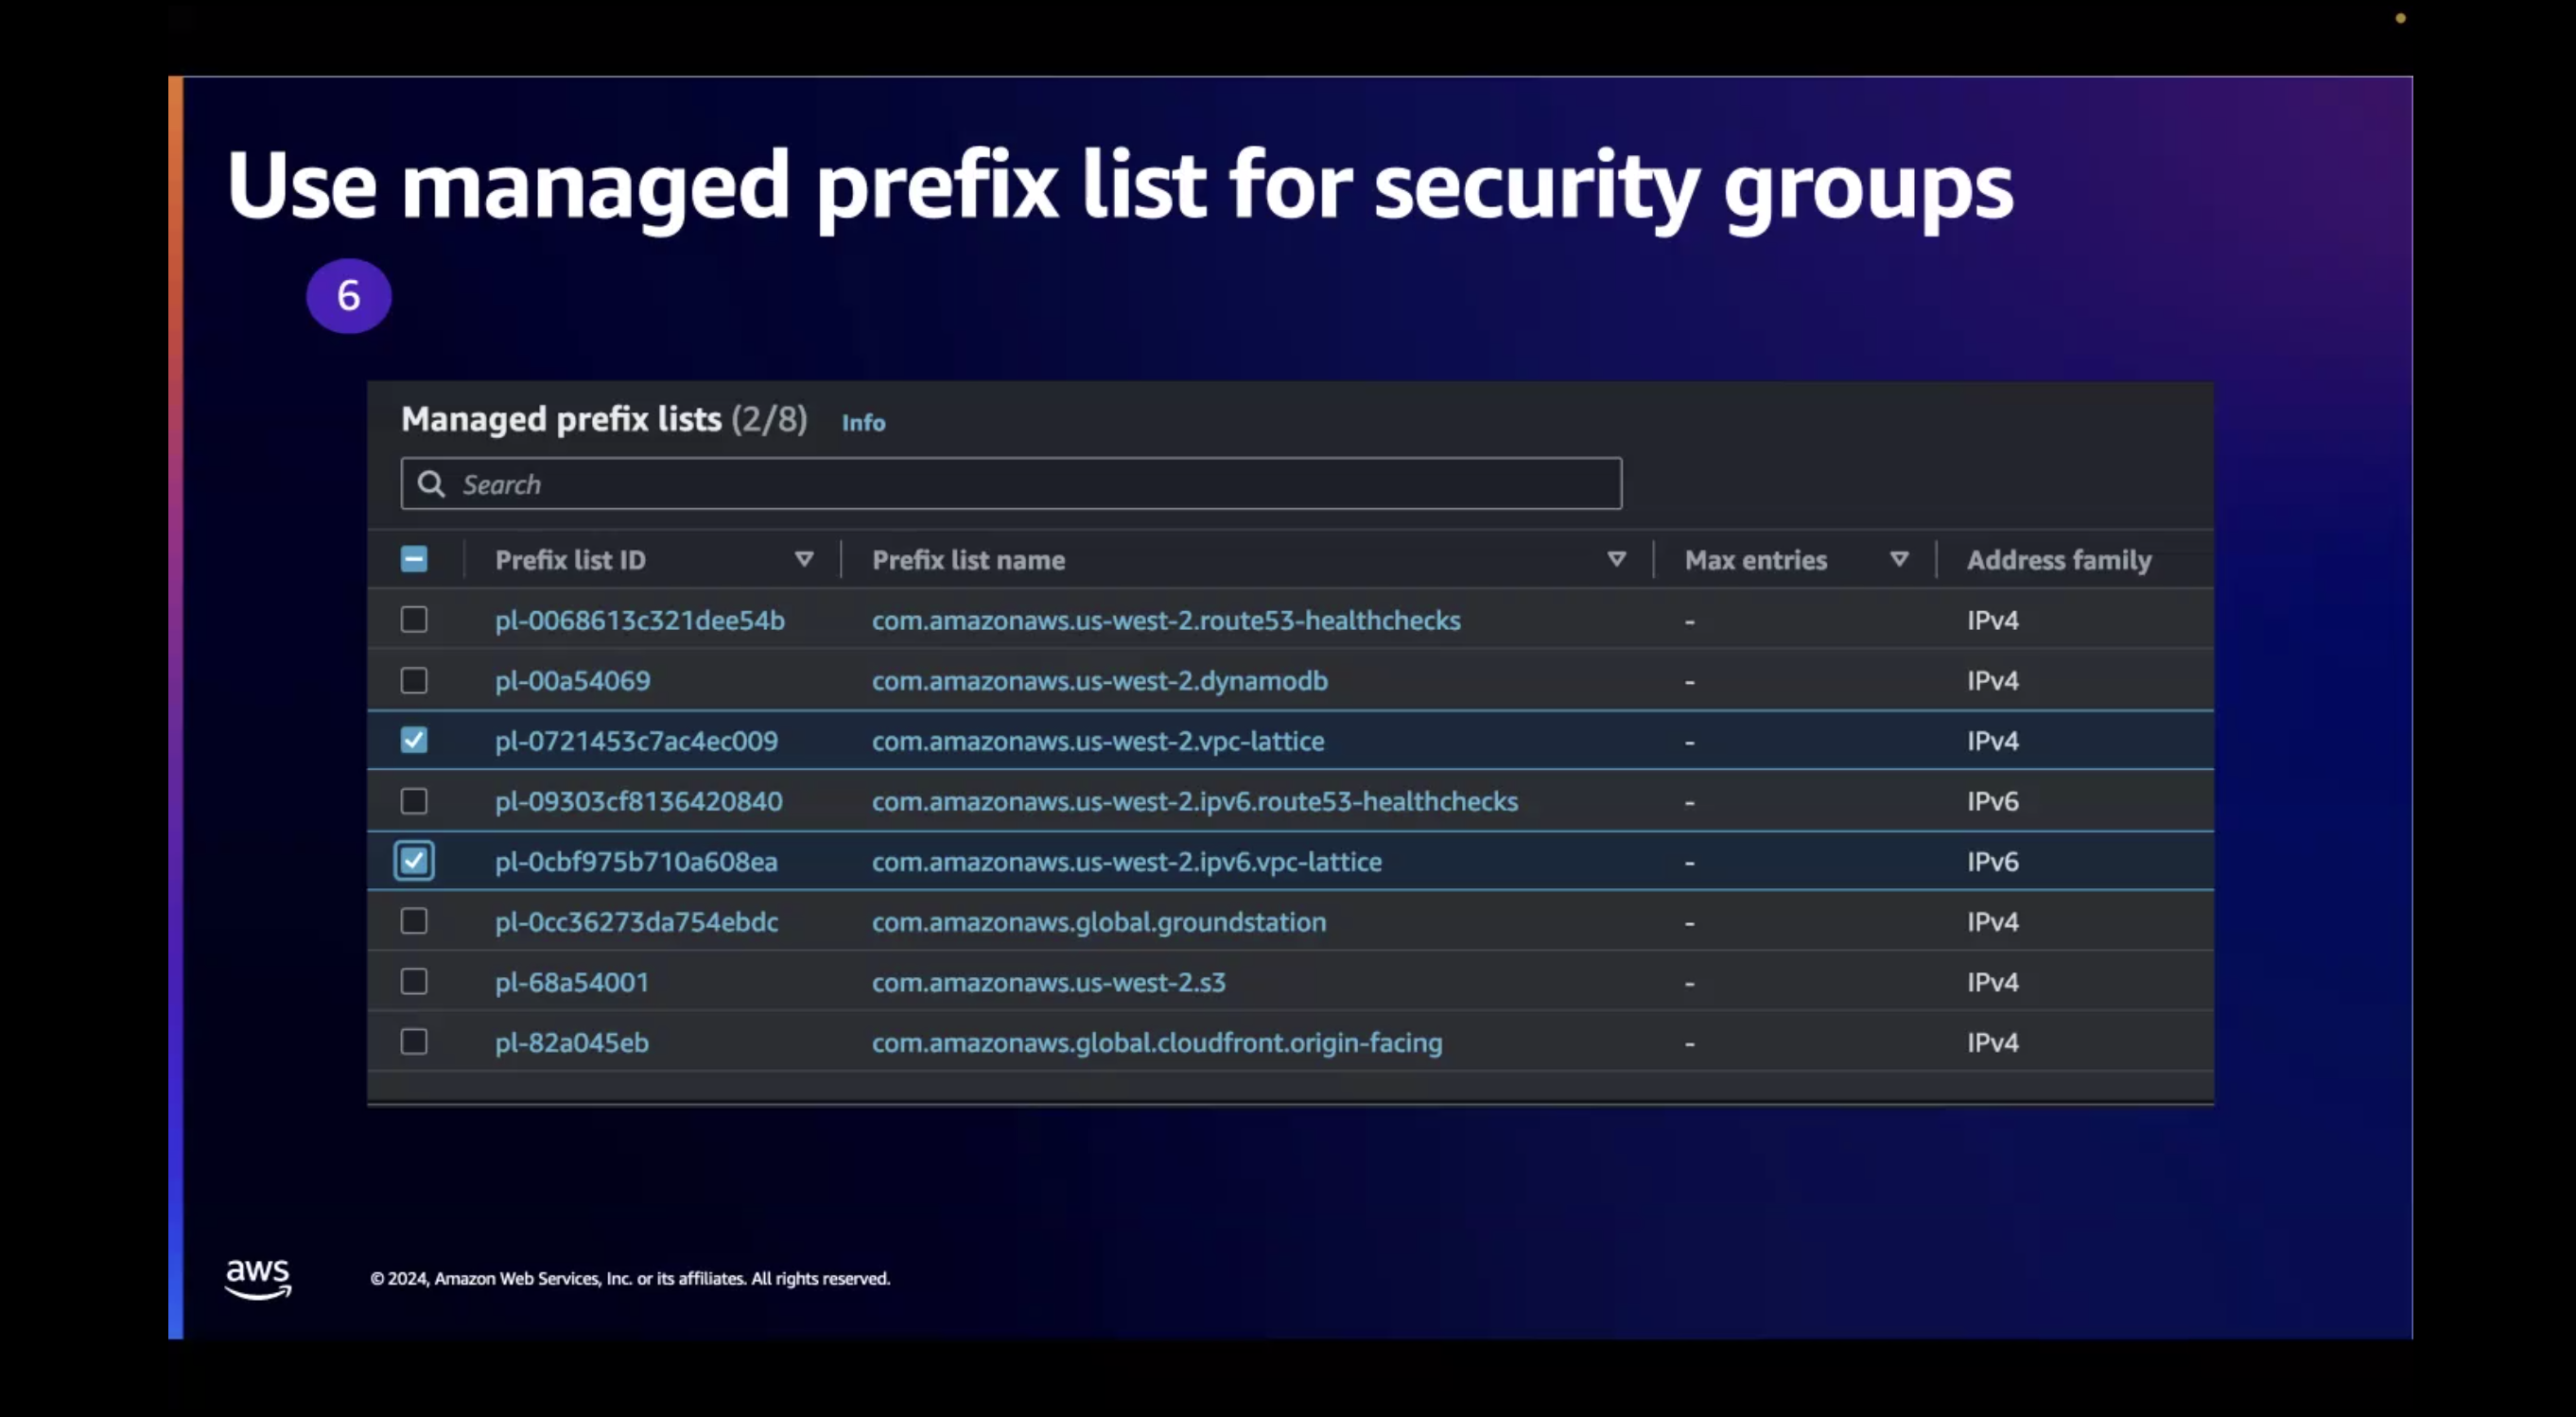 Use managed prefix list for security groups
6
Managed prefix lists (2/8) Info
Search
Prefix list ID Prefix list name Max entries Address family
pl-0068613c321dee54b com.amazonaws.us-west-2.route53-healthchecks - IPv4
pl-00a54069 com.amazonaws.us-west-2.dynamodb - IPv4
pl-0721453c7ac4ec009 com.amazonaws.us-west-2.vpc-lattice - IPv4
pl-09303cf8136420840 com.amazonaws.us-west-2.ipv6.route53-healthchecks - IPv6
pl-0cbf975b710a608ea com.amazonaws.us-west-2.ipv6.vpc-lattice - IPv6
pl-0cc36273da754ebdc com.amazonaws.global.groundstation - IPv4
pl-68a54001 com.amazonaws.us-west-2.s3 - IPv4
pl-82a045eb com.amazonaws.global.cloudfront.origin-facing - IPv4
aws © 2024, Amazon Web Services, Inc. or its affiliates. All rights reserved.